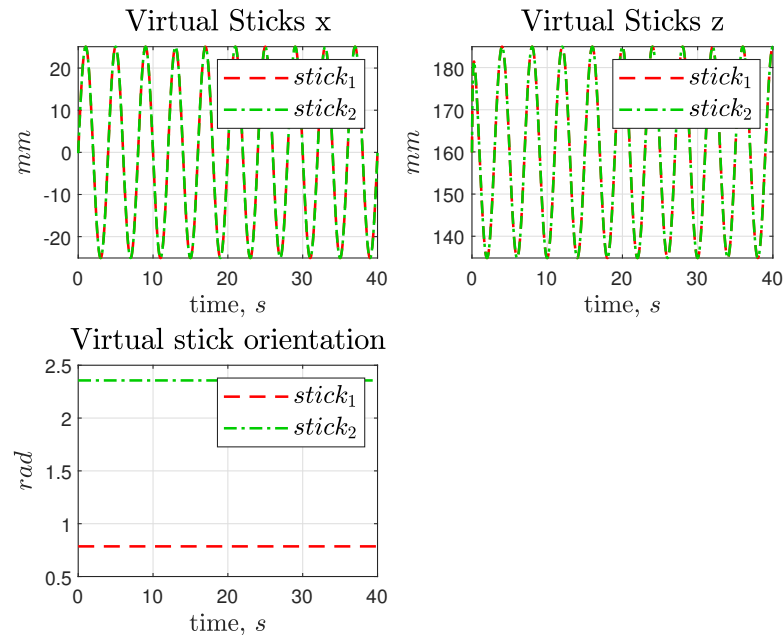 Virtual Sticks x
mm
20
10
0
-10
-20
stick1
stick2
0 10 20 30 40
time, s
Virtual Sticks z
mm
180
170
160
150
140
stick1
stick2
0 10 20 30 40
time, s
Virtual stick orientation
rad
2.5
2
1.5
1
0.5
stick1
stick2
0 10 20 30 40
time, s